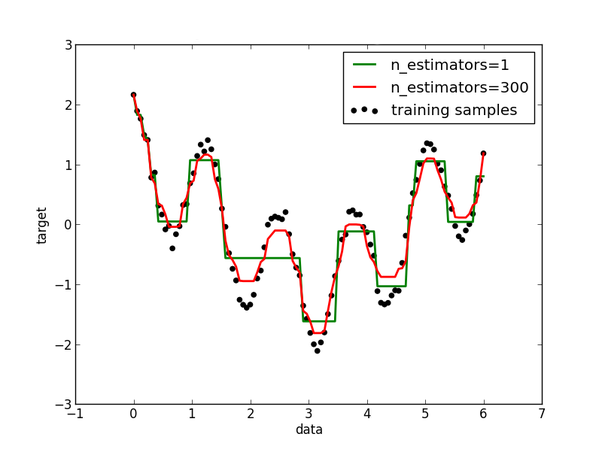 n_estimators=1
n_estimators=300
training samples
3
2
1
0
−1
−2
−3
target
−1 0 1 2 3 4 5 6 7
data